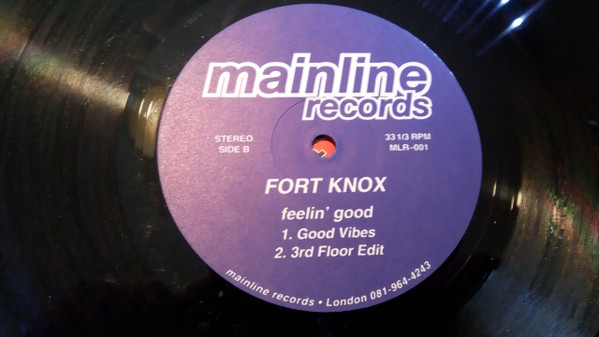 mainline
records
STEREO
SIDE B
33 1/3 RPM
MLR-001
FORT KNOX
feelin' good
1. Good Vibes
2. 3rd Floor Edit
mainline records • London 081-964-4243